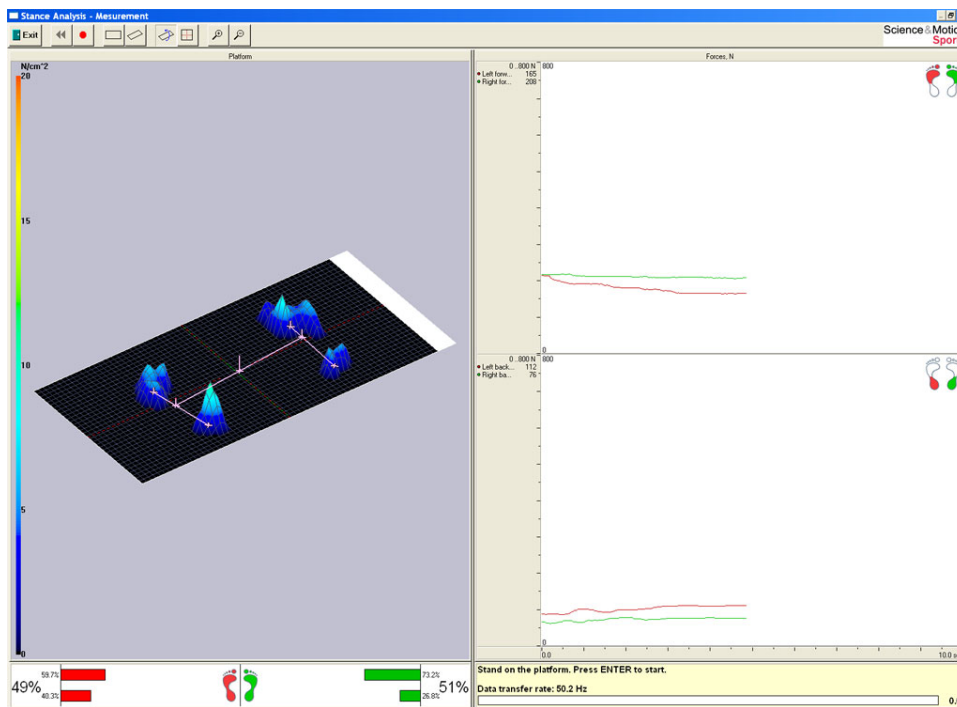 Stance Analysis - Mesurement
Exit
Science&Motion
Sport
Platform
N/cm^2
20
15
10
5
0
Forces, N
0...800 N
Left forw... 165
Right for... 208
800
0
0...800 N
Left back... 112
Right ba... 76
800
0
0.0
10.0
49%
59.7%
40.3%
73.2%
26.8%
51%
Stand on the platform. Press ENTER to start.
Data transfer rate: 50.2 Hz